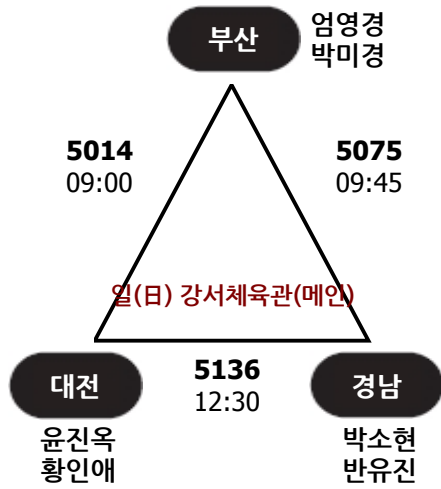 부산
엄영경
박미경
5014
09:00
5075
09:45
일(日) 강서체육관(메인)
대전
5136
12:30
경남
윤진옥
황인애
박소현
반유진